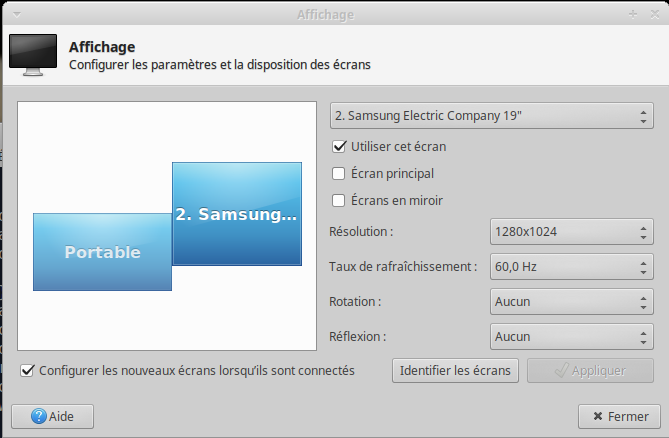 Affichage
Affichage
Configurer les paramètres et la disposition des écrans
2. Samsung Electric Company 19"
Utiliser cet écran
Écran principal
Écrans en miroir
Portable
2. Samsung...
Résolution :
1280x1024
Taux de rafraîchissement :
60,0 Hz
Rotation :
Aucun
Réflexion :
Aucun
Configurer les nouveaux écrans lorsqu'ils sont connectés
Identifier les écrans
Appliquer
Aide
Fermer